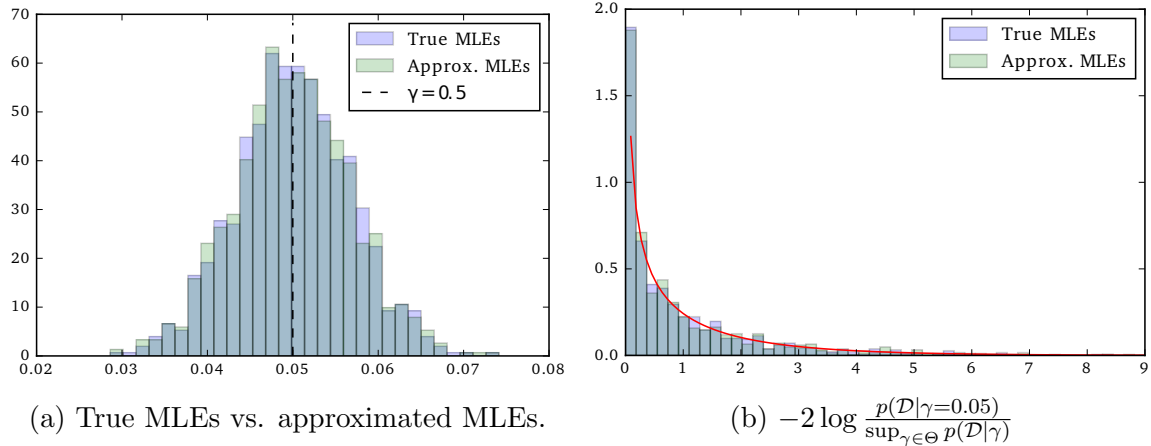 70
60
50
40
30
20
10
0
0.02 0.03 0.04 0.05 0.06 0.07 0.08
True MLEs
Approx. MLEs
γ = 0.5
(a) True MLEs vs. approximated MLEs.
2.0
1.5
1.0
0.5
0.0
0 1 2 3 4 5 6 7 8 9
True MLEs
Approx. MLEs
(b) −2 log p(𝒟|γ=0.05) / sup_{γ∈Θ} p(𝒟|γ)